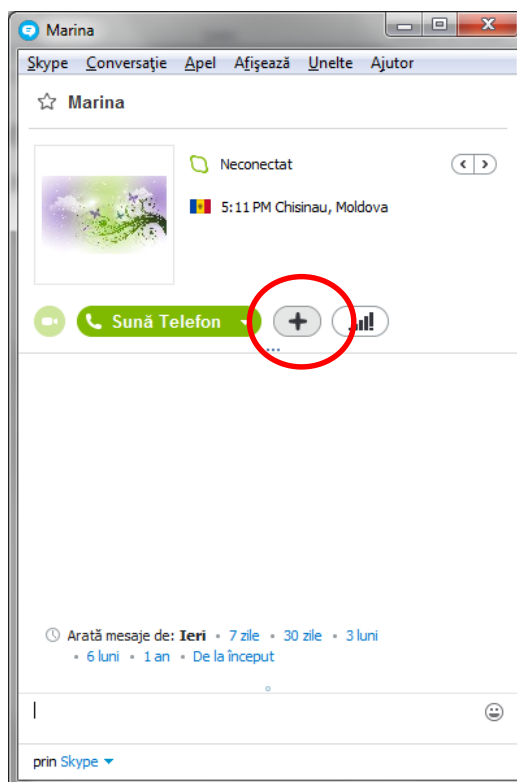 Marina
Skype Conversaţie Apel Afişează Unelte Ajutor
Marina
Neconectat
5:11 PM Chisinau, Moldova
Sună Telefon
Arată mesaje de: Ieri • 7 zile • 30 zile • 3 luni
• 6 luni • 1 an • De la început
prin Skype